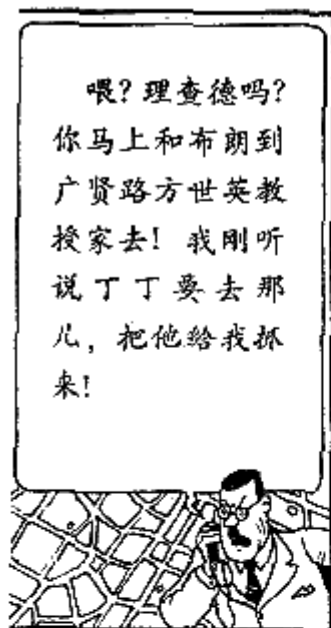 喂？理查德吗？
你马上和布朗到
广贤路方世英教
授家去！我刚听
说丁丁要去那
儿，把他给我抓
来！